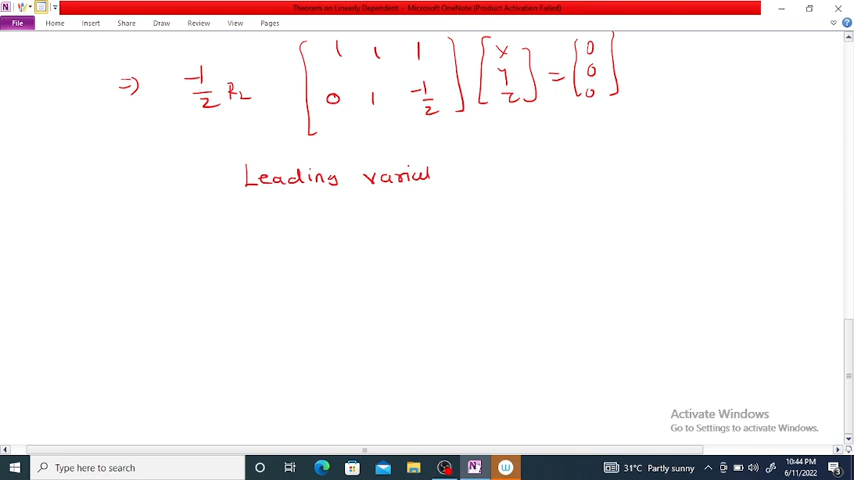 Theorem on Linearly Dependent - Microsoft OneNote (Product Activation Failed)
File Home Insert Share Draw Review View Pages
1 1 1 x 0
⇒ -1/2 R2 y = 0
0 1 -1/2 z 0
Leading variabl
Activate Windows
Go to Settings to activate Windows.
Type here to search
31°C Partly sunny
10:44 PM
6/11/2022
3